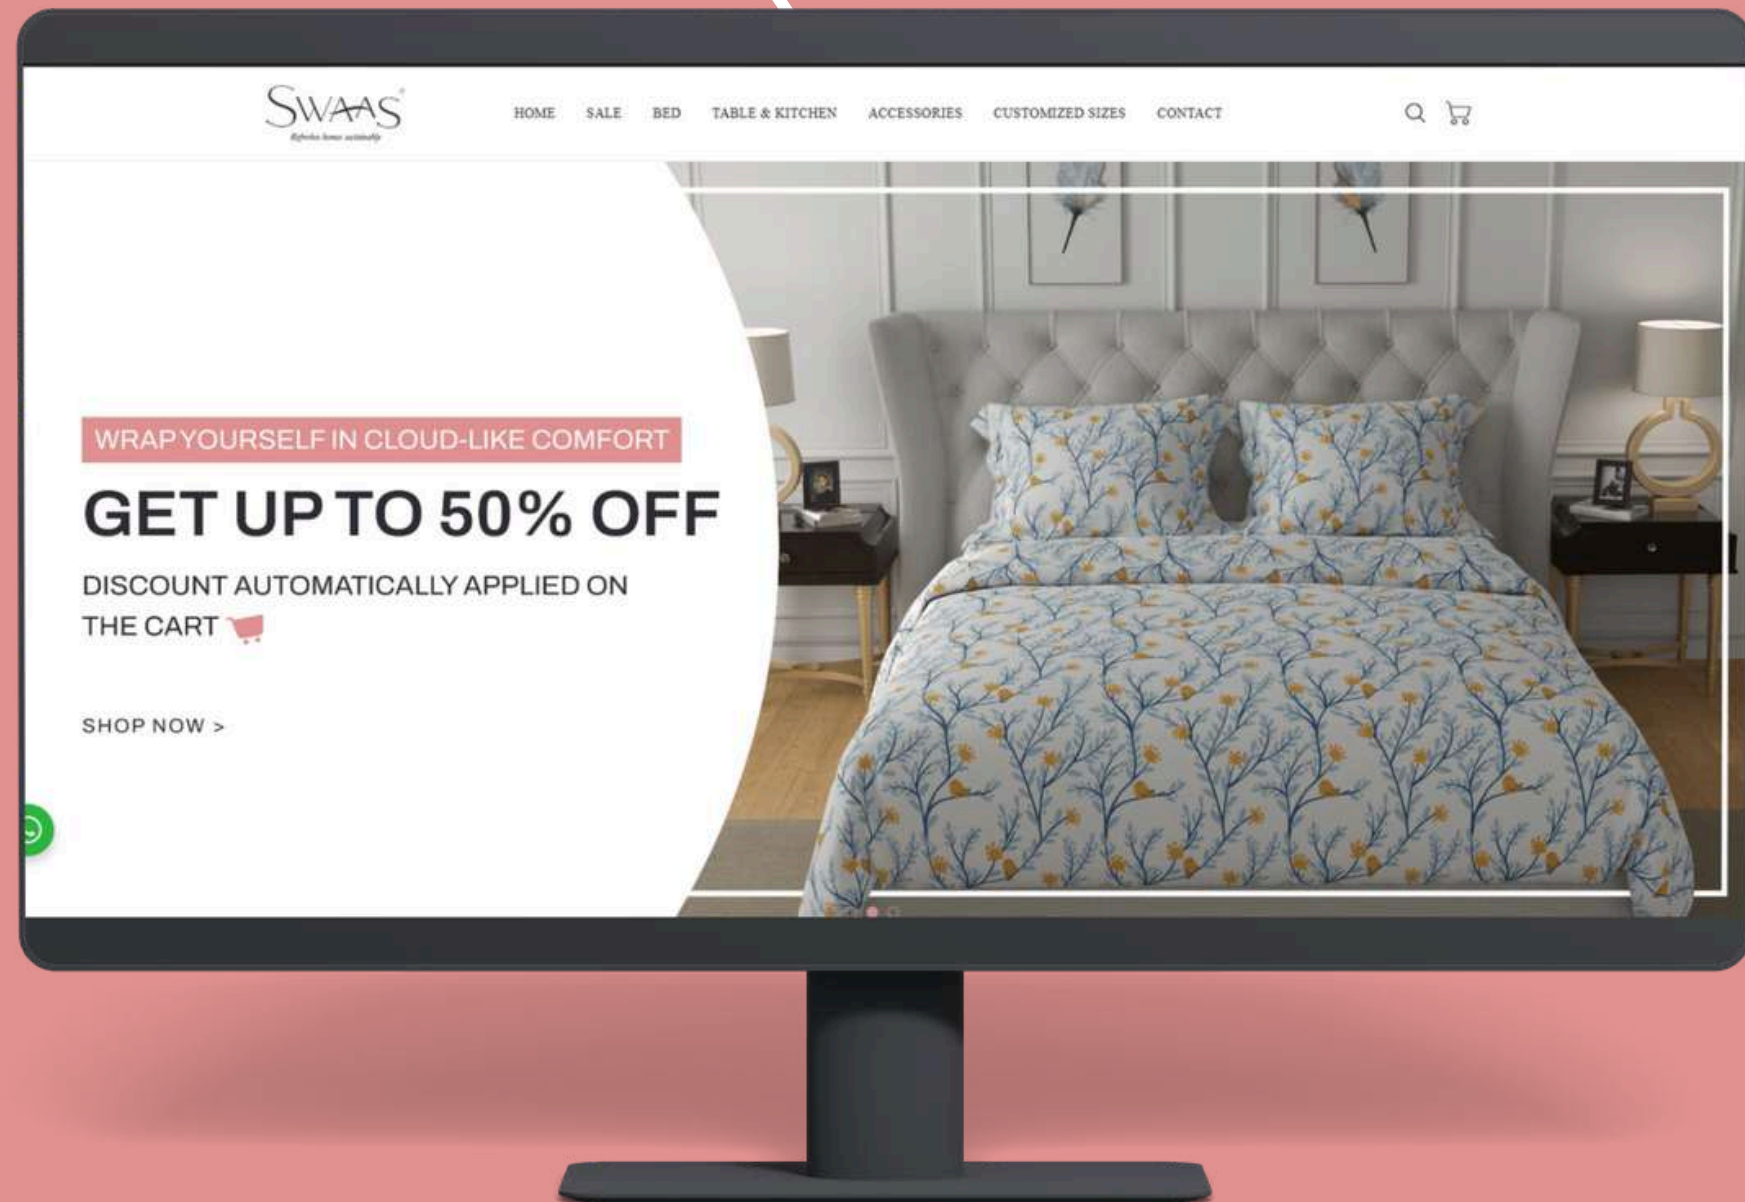 SWAAS
HOME SALE BED TABLE & KITCHEN ACCESSORIES CUSTOMIZED SIZES CONTACT
WRAP YOURSELF IN CLOUD-LIKE COMFORT
GET UP TO 50% OFF
DISCOUNT AUTOMATICALLY APPLIED ON
THE CART
SHOP NOW >